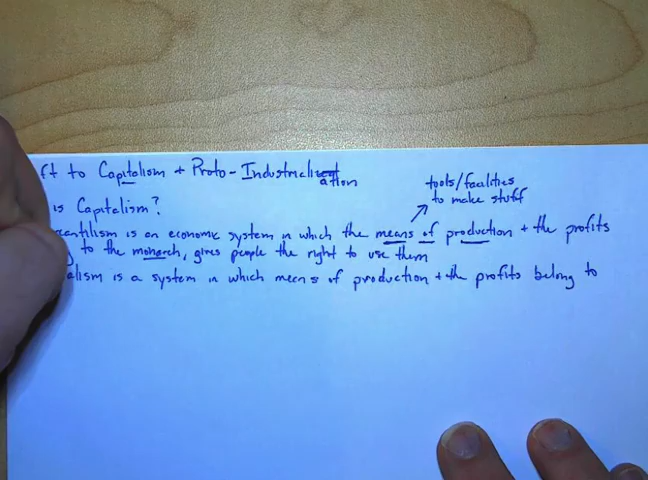 ft to Capitalism + Proto-Industrialization
tools/facilities
to make stuff
is Capitalism?
cantilism is an economic system in which the means of production + the profits
to the monarch, gives people the right to use them
alism is a system in which means of production + the profits belong to